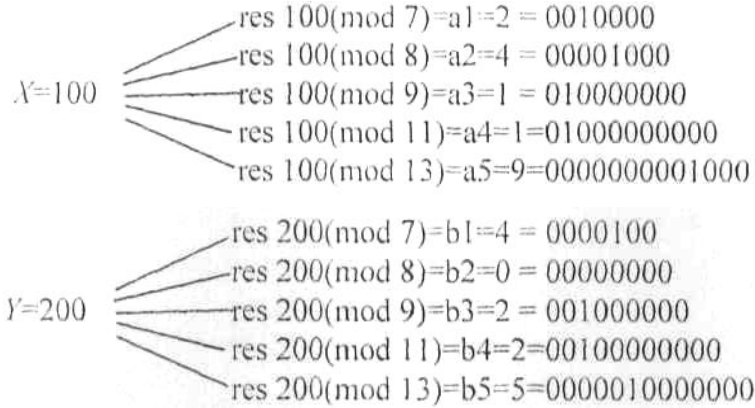 res 100(mod 7)=a1=2 = 0010000
res 100(mod 8)=a2=4 = 00001000
X=100
res 100(mod 9)=a3=1 = 010000000
res 100(mod 11)=a4=1=01000000000
res 100(mod 13)=a5=9=0000000001000
res 200(mod 7)=b1=4 = 0000100
res 200(mod 8)=b2=0 = 00000000
Y=200
res 200(mod 9)=b3=2 = 001000000
res 200(mod 11)=b4=2=00100000000
res 200(mod 13)=b5=5=0000010000000